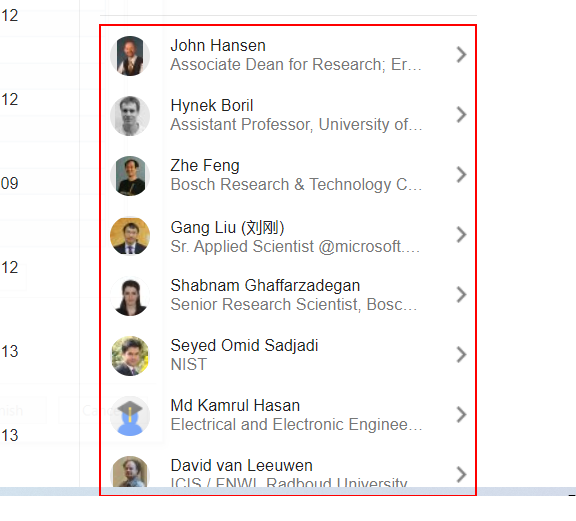 12
John Hansen
Associate Dean for Research; Er…
12
Hynek Boril
Assistant Professor, University of…
Zhe Feng
Bosch Research & Technology C…
09
Gang Liu (刘刚)
Sr. Applied Scientist @microsoft.…
12
Shabnam Ghaffarzadegan
Senior Research Scientist, Bosc…
13
Seyed Omid Sadjadi
NIST
Md Kamrul Hasan
Electrical and Electronic Enginee…
13
David van Leeuwen
ICIS / FNWI, Radboud University